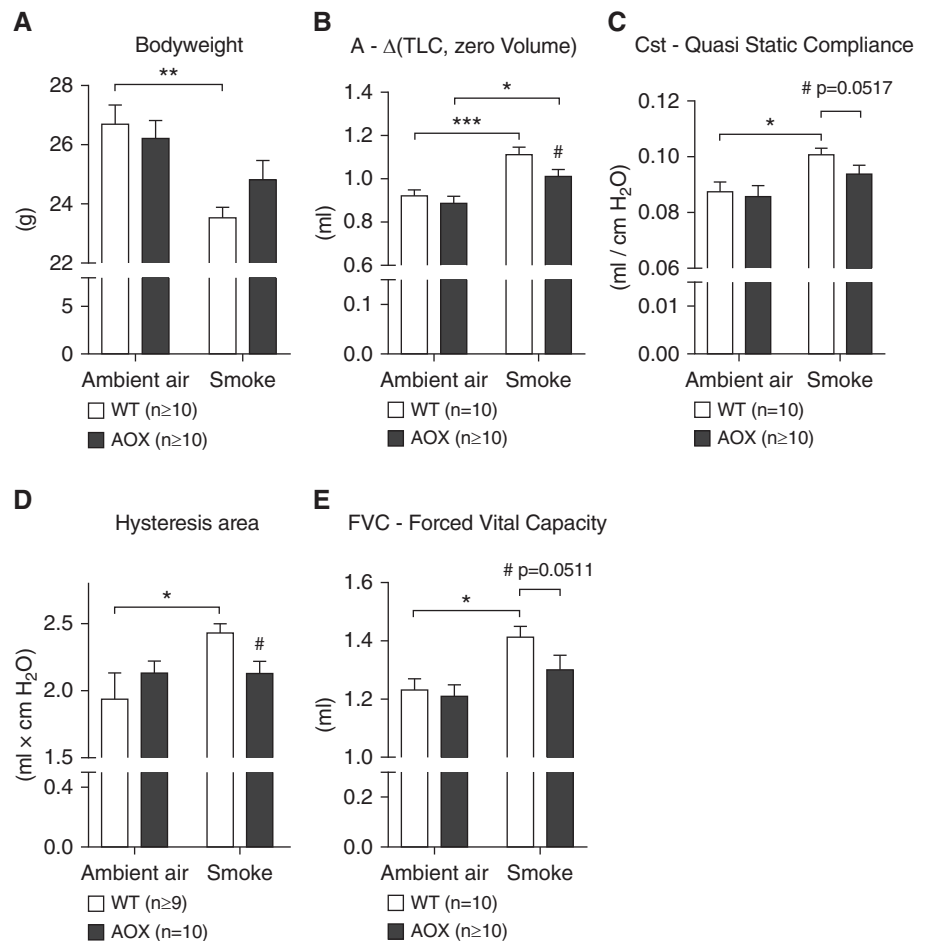 A
Bodyweight
**
28
26
24
22
5
0
(g)
Ambient air
Smoke
WT (n≥10)
AOX (n≥10)
B
A - Δ(TLC, zero Volume)
*
***
#
1.4
1.2
1.0
0.8
0.6
0.1
0.0
(ml)
Ambient air
Smoke
WT (n=10)
AOX (n≥10)
C
Cst - Quasi Static Compliance
# p=0.0517
*
0.12
0.10
0.08
0.06
0.01
0.00
(ml / cm H₂O)
Ambient air
Smoke
WT (n=10)
AOX (n≥10)
D
Hysteresis area
*
#
2.5
2.0
1.5
0.4
0.0
(ml × cm H₂O)
Ambient air
Smoke
WT (n≥9)
AOX (n=10)
E
FVC - Forced Vital Capacity
# p=0.0511
*
1.6
1.4
1.2
1.0
0.2
0.0
(ml)
Ambient air
Smoke
WT (n=10)
AOX (n≥10)